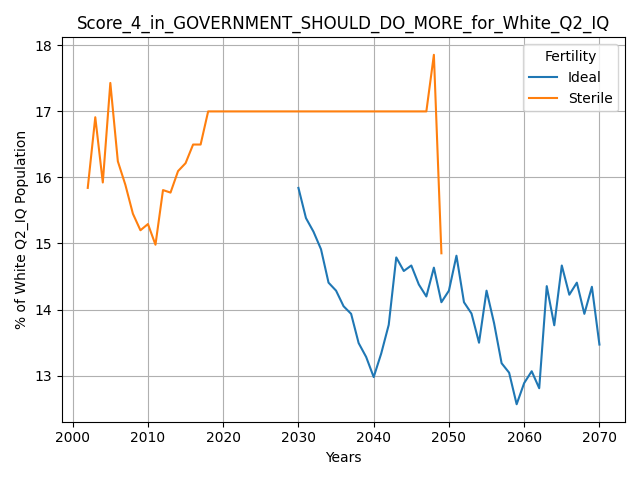 Score_4_in_GOVERNMENT_SHOULD_DO_MORE_for_White_Q2_IQ
Fertility
Ideal
Sterile
% of White Q2_IQ Population
18
17
16
15
14
13
2000 2010 2020 2030 2040 2050 2060 2070
Years